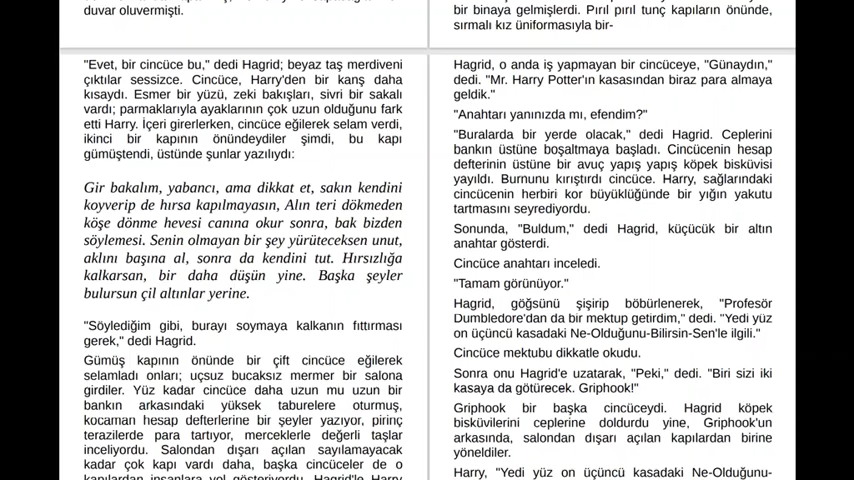 duvar oluvermişti.
"Evet, bir cincüce bu," dedi Hagrid; beyaz taş merdiveni
çıktılar sessizce. Cincüce, Harry'den bir kanş daha
kısaydı. Esmer bir yüzü, zeki bakışları, sivri bir sakalı
vardı; parmaklarıyla ayaklarının çok uzun olduğunu fark
etti Harry. İçeri girerlerken, cincüce eğilerek selam verdi,
ikinci bir kapının önündeydiler şimdi, bu kapı
gümüştendi, üstünde şunlar yazılıydı:
Gir bakalım, yabancı, ama dikkat et, sakın kendini
koyverip de hırsa kapılmayasın, Alın teri dökmeden
köşe dönme hevesi canına okur sonra, bak bizden
söylemesi. Senin olmayan bir şey yürüteceksen unut,
aklını başına al, sonra da kendini tut. Hırsızlığa
kalkarsan, bir daha düşün yine. Başka şeyler
bulursun çil altınlar yerine.
"Söylediğim gibi, burayı soymaya kalkanın fıttırması
gerek," dedi Hagrid.
Gümüş kapının önünde bir çift cincüce eğilerek
selamladı onları; uçsuz bucaksız mermer bir salona
girdiler. Yüz kadar cincüce daha uzun mu uzun bir
bankın arkasındaki yüksek taburelere oturmuş,
kocaman hesap defterlerine bir şeyler yazıyor, pirinç
terazilerde para tartıyor, merceklerle değerli taşlar
inceliyordu. Salondan dışarı açılan sayılamayacak
kadar çok kapı vardı daha, başka cincüceler de o
kapılardan insanlara yol gösteriyordu. Hagrid'le Harry
bir binaya gelmişlerdi. Pırıl pırıl tunç kapıların önünde,
sırmalı kız üniformasıyla bir-
Hagrid, o anda iş yapmayan bir cincüceye, "Günaydın,"
dedi. "Mr. Harry Potter'ın kasasından biraz para almaya
geldik."
"Anahtarı yanınızda mı, efendim?"
"Buralarda bir yerde olacak," dedi Hagrid. Ceplerini
bankın üstüne boşaltmaya başladı. Cincücenin hesap
defterinin üstüne bir avuç yapış yapış köpek bisküvisi
yayıldı. Burnunu kırıştırdı cincüce. Harry, sağlarındaki
cincücenin herbiri kor büyüklüğünde bir yığın yakutu
tartmasını seyrediyordu.
Sonunda, "Buldum," dedi Hagrid, küçücük bir altın
anahtar gösterdi.
Cincüce anahtarı inceledi.
"Tamam görünüyor."
Hagrid, göğsünü şişirip böbürlenerek, "Profesör
Dumbledore'dan da bir mektup getirdim," dedi. "Yedi yüz
on üçüncü kasadaki Ne-Olduğunu-Bilirsin-Sen'le ilgili."
Cincüce mektubu dikkatle okudu.
Sonra onu Hagrid'e uzatarak, "Peki," dedi. "Biri sizi iki
kasaya da götürecek. Griphook!"
Griphook bir başka cincüceydi. Hagrid köpek
bisküvilerini ceplerine doldurdu yine, Griphook'un
arkasında, salondan dışarı açılan kapılardan birine
yöneldiler.
Harry, "Yedi yüz on üçüncü kasadaki Ne-Olduğunu-